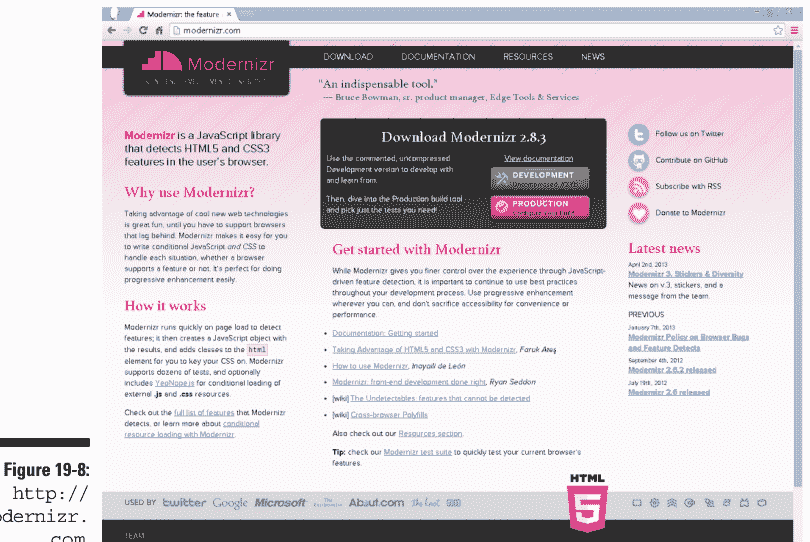 Modernizr: the feature
modernizr.com
Modernizr
DOWNLOAD DOCUMENTATION RESOURCES NEWS
"An indispensable tool."
— Bruce Bowman, sr. product manager, Edge Tools & Services
Modernizr is a JavaScript library
that detects HTML5 and CSS3
features in the user's browser.
Why use Modernizr?
Taking advantage of cool new web technologies
is great fun, until you have to support browsers
that lag behind. Modernizr makes it easy for you
to write conditional JavaScript and CSS to
handle each situation, whether a browser
supports a feature or not. It's perfect for doing
progressive enhancement easily.
How it works
Modernizr runs quickly on page load to detect
features; it then creates a JavaScript object with
the results, and adds classes to the html
element for you to key your CSS on. Modernizr
supports dozens of tests, and optionally
includes YepNope.js for conditional loading of
external .js and .css resources.
Check out the full list of features that Modernizr
detects, or learn more about conditional
resource loading with Modernizr.
Download Modernizr 2.8.3
Use the commented, uncompressed
Development version to develop with
and learn from.
Then, dive into the Production build tool
and pick just the tests you need!
View documentation
DEVELOPMENT
PRODUCTION
Get started with Modernizr
While Modernizr gives you finer control over the experience through JavaScript-
driven feature detection, it is important to continue to use best practices
throughout your development process. Use progressive enhancement
wherever you can, and don't sacrifice accessibility for convenience or
performance.
• Documentation: Getting started
• Taking Advantage of HTML5 and CSS3 with Modernizr, Faruk Ateş
• How to use Modernizr, Inayaili de León
• Modernizr: front-end development done right, Ryan Seddon
• [wiki] The Undetectables: features that cannot be detected
• [wiki] Cross-browser Polyfills
Also check out our Resources section.
Tip: check our Modernizr test suite to quickly test your current browser's
features.
Follow us on Twitter
Contribute on GitHub
Subscribe with RSS
Donate to Modernizr
Latest news
April 2nd, 2013
Modernizr 3, Stickers & Diversity
News on v.3, stickers, and a
message from the team.
PREVIOUS
January 7th, 2013
Modernizr Policy on Browser Bugs
and Feature Detects
September 4th, 2012
Modernizr 2.6.2 released
July 19th, 2012
Modernizr 2.6 released
HTML
5
USED BY twitter Google Microsoft About.com
TEAM
Figure 19-8:
http://
odernizr.
com